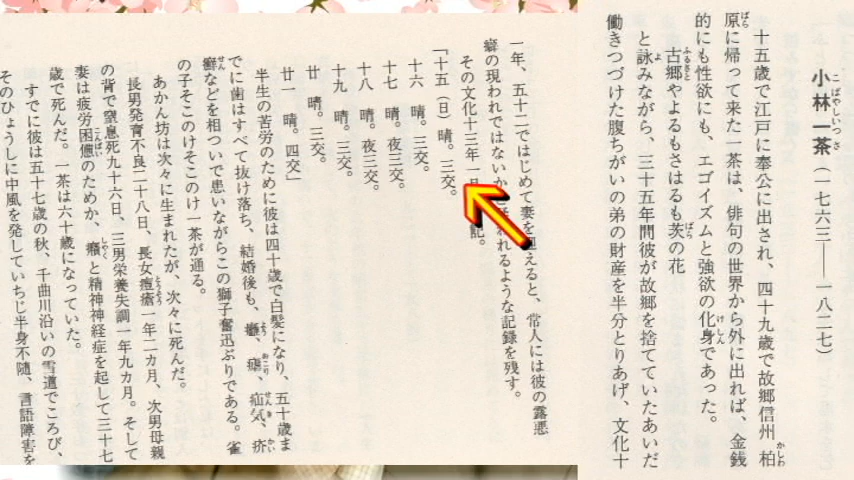 小林一茶(一七六三――一八二七)
十五歳で江戸に奉公に出され、四十九歳で故郷信州柏
原に帰って来た一茶は、俳句の世界から外に出れば、金銭
的にも性欲にも、エゴイズムと強欲の化身であった。
古郷やよるもさはるも茨の花
と詠みながら、三十五年間彼が故郷を捨てていたあいだ
働きつづけた腹ちがいの弟の財産を半分とりあげ、文化十
一年、五十二ではじめて妻を迎えると、常人には彼の露悪
癖の現われではないかと われるような記録を残す。
その文化十三年一 記。
「十五(日) 晴。三交。
十六 晴。三交。
十七 晴。夜三交。
十八 晴。夜三交。
十九 晴。三交。
廿 晴。三交。
廿一 晴。四交」
半生の苦労のために彼は四十歳で白髪になり、五十歳ま
でに歯はすべて抜け落ち、結婚後も、癰、瘧、疝気、疥
癬などを相ついで患いながらこの獅子奮迅ぶりである。雀
の子そこのけそこのけ一茶が通る。
あかん坊は次々に生まれたが、次々に死んだ。
長男発育不良二十八日、長女痘瘡一年二カ月、次男母親
の背で窒息死九十六日、三男栄養失調一年九カ月。そして
妻は疲労困憊のためか、癪と精神神経症を起して三十七
歳で死んだ。一茶は六十歳になっていた。
すでに彼は五十七歳の秋、千曲川沿いの雪道でころび、
そのひょうしに中風を発していちじ半身不随、言語障害を